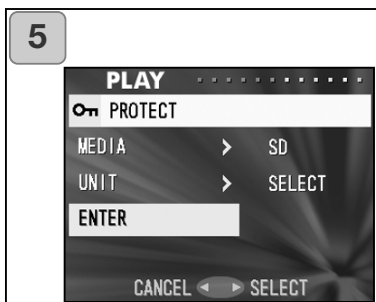 5
PLAY
PROTECT
MEDIA > SD
UNIT > SELECT
ENTER
CANCEL ◄ ► SELECT